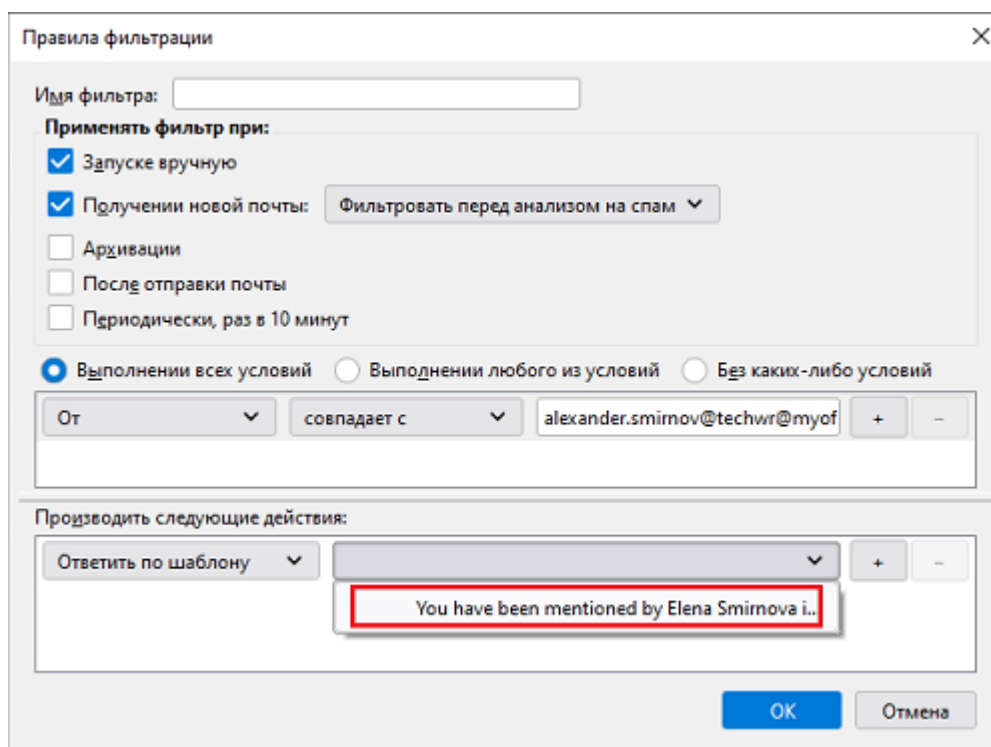 Правила фильтрации
Имя фильтра:
Применять фильтр при:
Запуске вручную
Получении новой почты: Фильтровать перед анализом на спам
Архивации
После отправки почты
Периодически, раз в 10 минут
Выполнении всех условий Выполнении любого из условий Без каких-либо условий
От совпадает с alexander.smirnov@techwr@myof + –
Производить следующие действия:
Ответить по шаблону + –
You have been mentioned by Elena Smirnova i...
OK Отмена